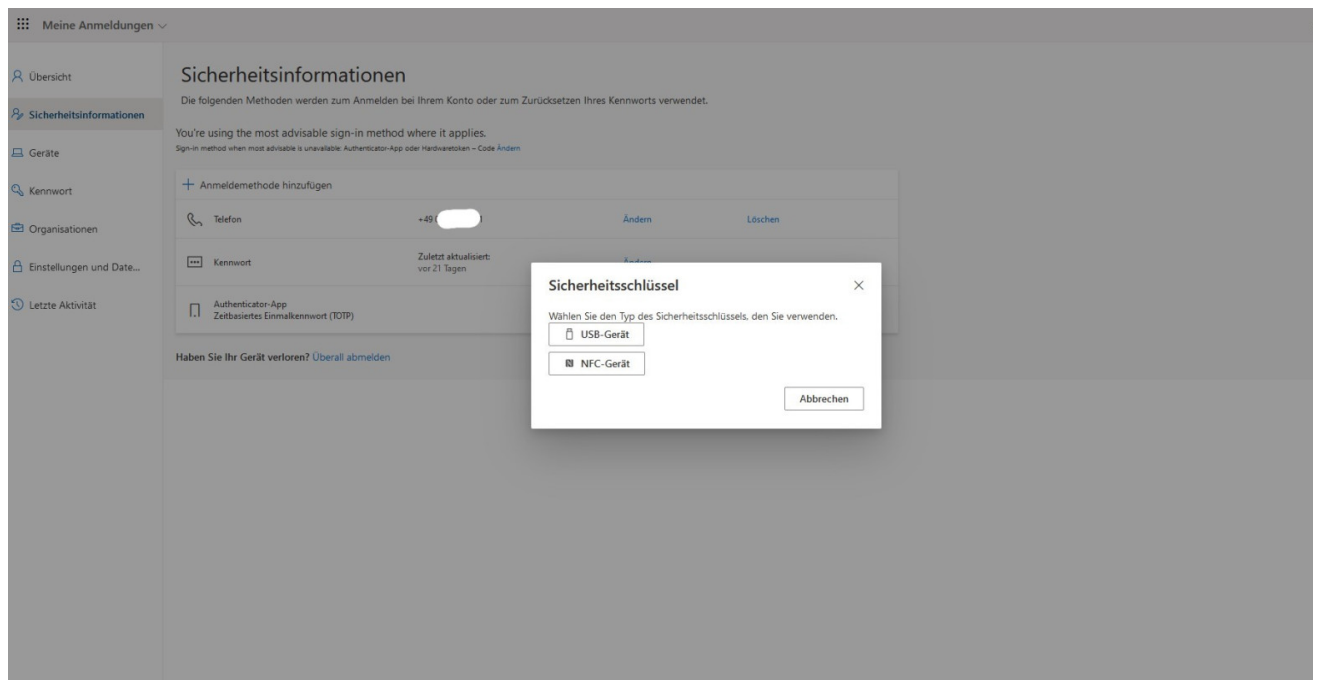 Meine Anmeldungen
Übersicht
Sicherheitsinformationen
Geräte
Kennwort
Organisationen
Einstellungen und Date...
Letzte Aktivität
Sicherheitsinformationen
Die folgenden Methoden werden zum Anmelden bei Ihrem Konto oder zum Zurücksetzen Ihres Kennworts verwendet.
You're using the most advisable sign-in method where it applies.
Sign-in method when most advisable is unavailable: Authenticator-App oder Hardwaretoken – Code Ändern
Anmeldemethode hinzufügen
Telefon +49 Ändern Löschen
Kennwort Zuletzt aktualisiert: Ändern
vor 21 Tagen
Authenticator-App
Zeitbasiertes Einmalkennwort (TOTP)
Haben Sie Ihr Gerät verloren? Überall abmelden
Sicherheitsschlüssel
Wählen Sie den Typ des Sicherheitsschlüssels, den Sie verwenden.
USB-Gerät
NFC-Gerät
Abbrechen